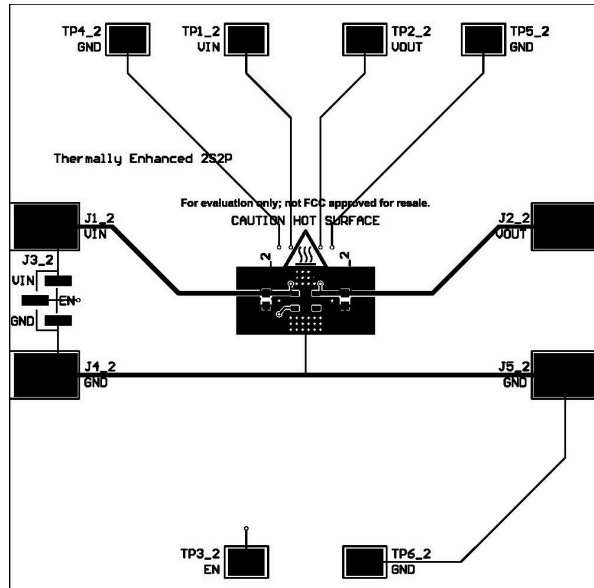 TP4_2
GND
TP1_2
VIN
TP2_2
VOUT
TP5_2
GND
Thermally Enhanced 2S2P
For evaluation only; not FCC approved for resale.
CAUTION HOT SURFACE
J1_2
VIN
J2_2
VOUT
J3_2
VIN
EN
GND
_2
_2
J4_2
GND
J5_2
GND
TP3_2
EN
TP6_2
GND